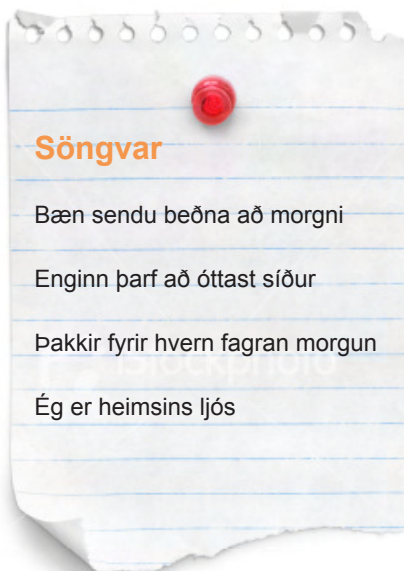 Söngvar
Bæn sendu beðna að morgni
Enginn þarf að óttast síður
Þakkir fyrir hvern fagran morgun
Ég er heimsins ljós
iStockphoto